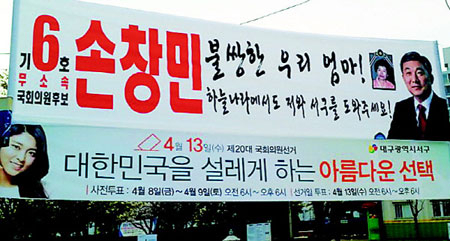 기6호
무소속
국회의원후보
손창민
불쌍한 우리 엄마!
하늘나라에서도 저와 서구를 도와주세요!
4월 13일(수) 제20대 국회의원선거
대구광역시서구
대한민국을 설레게 하는 아름다운 선택
• 사전투표 : 4월 8일(금)~4월 9일(토) 오전 6시~오후 6시 • 선거일 투표 : 4월 13일(수) 오전 6시~오후 6시